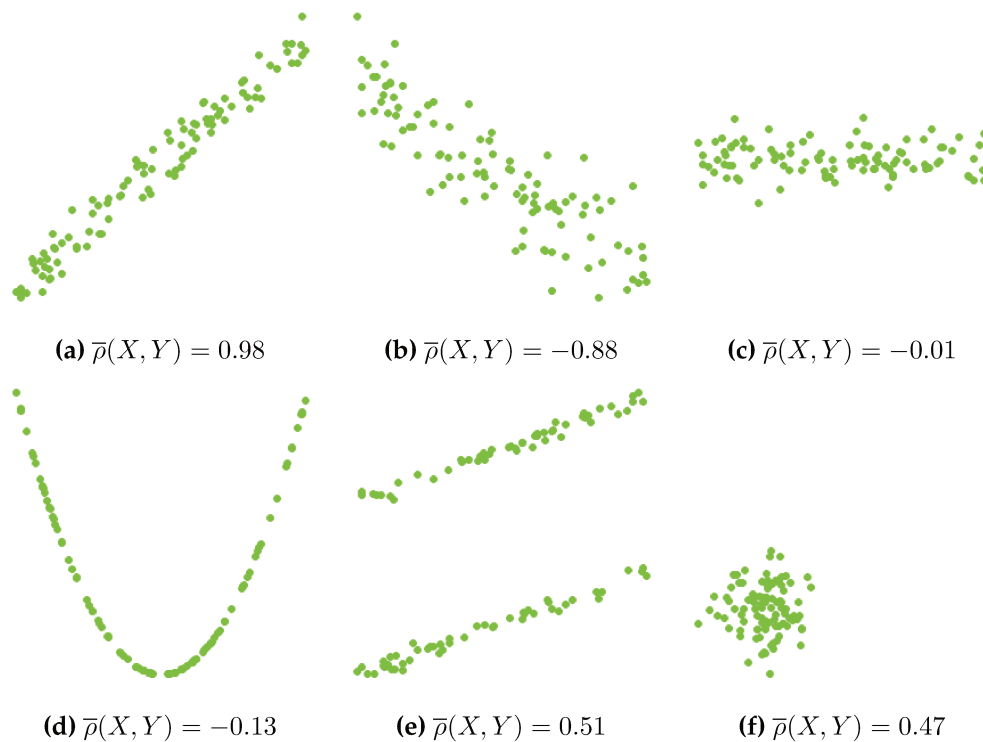 (a) ρ̅(X, Y) = 0.98
(b) ρ̅(X, Y) = −0.88
(c) ρ̅(X, Y) = −0.01
(d) ρ̅(X, Y) = −0.13
(e) ρ̅(X, Y) = 0.51
(f) ρ̅(X, Y) = 0.47